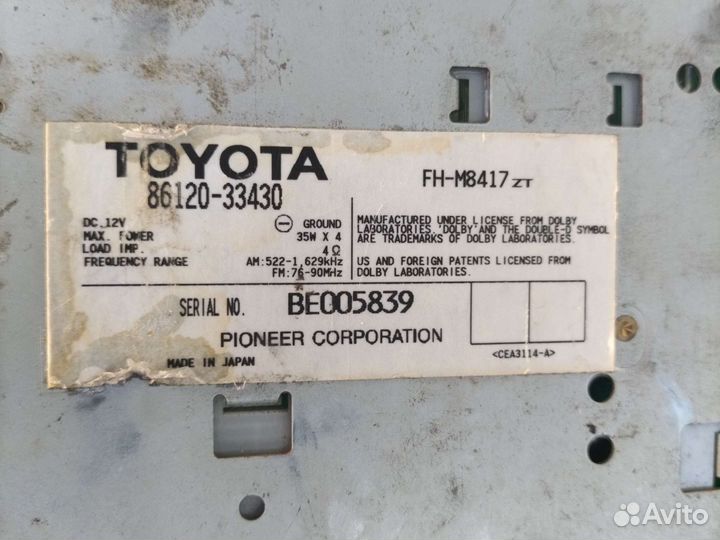 TOYOTA
86120-33430
FH-M8417 ZT
DC.12V ⊖ GROUND
MAX. POWER 35W X 4
LOAD IMP. 4Ω
FREQUENCY RANGE AM:522-1,629kHz
FM:76-90MHz
MANUFACTURED UNDER LICENSE FROM DOLBY
LABORATORIES. 'DOLBY' AND THE DOUBLE-D SYMBOL
ARE TRADEMARKS OF DOLBY LABORATORIES.
US AND FOREIGN PATENTS LICENSED FROM
DOLBY LABORATORIES.
SERIAL NO. BE005839
PIONEER CORPORATION
MADE IN JAPAN
<CEA3114-A>
Avito